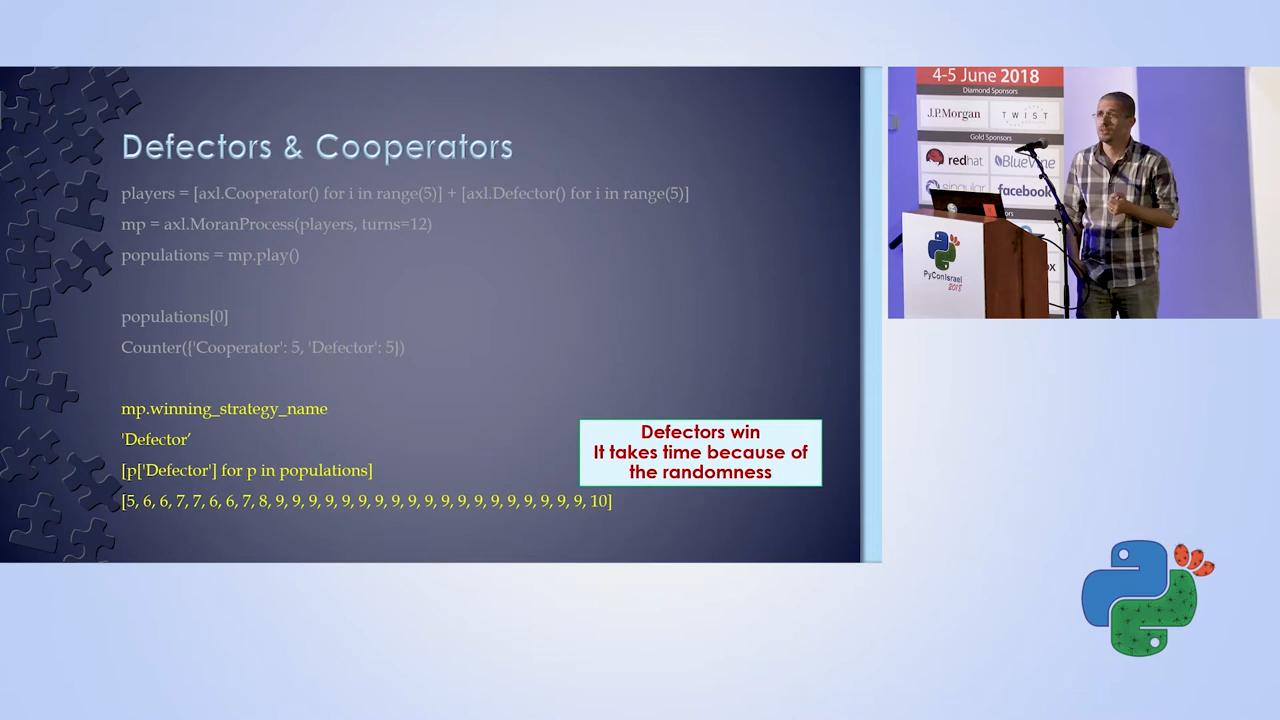 Defectors & Cooperators
players = [axl.Cooperator() for i in range(5)] + [axl.Defector() for i in range(5)]
mp = axl.MoranProcess(players, turns=12)
populations = mp.play()
populations[0]
Counter({'Cooperator': 5, 'Defector': 5})
mp.winning_strategy_name
'Defector’
[p['Defector'] for p in populations]
[5, 6, 6, 7, 7, 6, 6, 7, 8, 9, 9, 9, 9, 9, 9, 9, 9, 9, 9, 9, 9, 9, 9, 9, 9, 9, 9, 9, 10]
Defectors win
It takes time because of
the randomness
4-5 June 2018
Diamond Sponsors
J.P.Morgan TWIST
Gold Sponsors
redhat BlueVine
singular facebook
PyConIsrael
2018